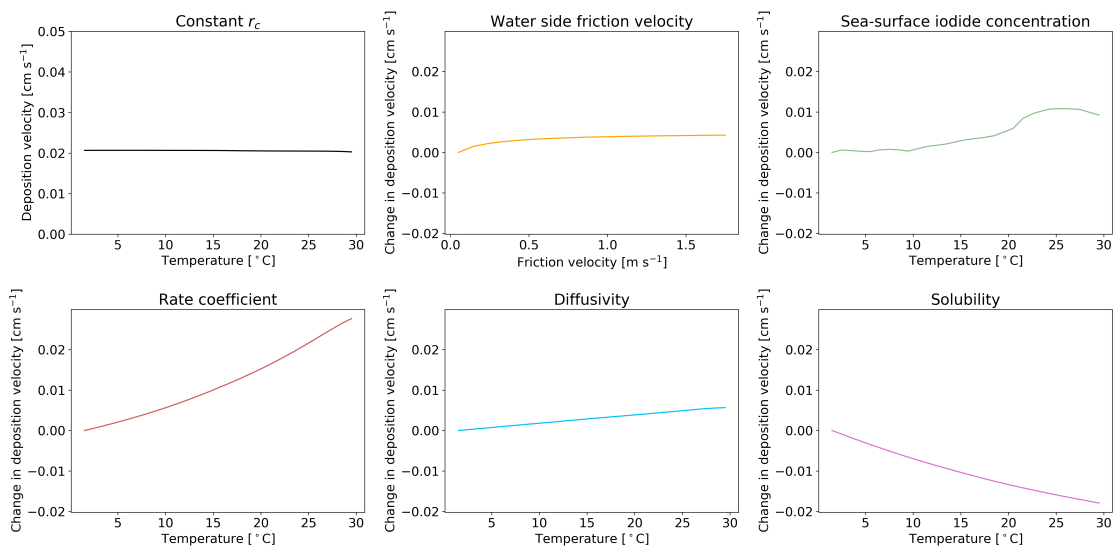 Constant r_c
Deposition velocity [cm s⁻¹]
0.05
0.04
0.03
0.02
0.01
0.00
5 10 15 20 25 30
Temperature [°C]
Water side friction velocity
Change in deposition velocity [cm s⁻¹]
0.02
0.01
0.00
−0.01
−0.02
0.0 0.5 1.0 1.5
Friction velocity [m s⁻¹]
Sea-surface iodide concentration
Change in deposition velocity [cm s⁻¹]
0.02
0.01
0.00
−0.01
−0.02
5 10 15 20 25 30
Temperature [°C]
Rate coefficient
Change in deposition velocity [cm s⁻¹]
0.02
0.01
0.00
−0.01
−0.02
5 10 15 20 25 30
Temperature [°C]
Diffusivity
Change in deposition velocity [cm s⁻¹]
0.02
0.01
0.00
−0.01
−0.02
5 10 15 20 25 30
Temperature [°C]
Solubility
Change in deposition velocity [cm s⁻¹]
0.02
0.01
0.00
−0.01
−0.02
5 10 15 20 25 30
Temperature [°C]